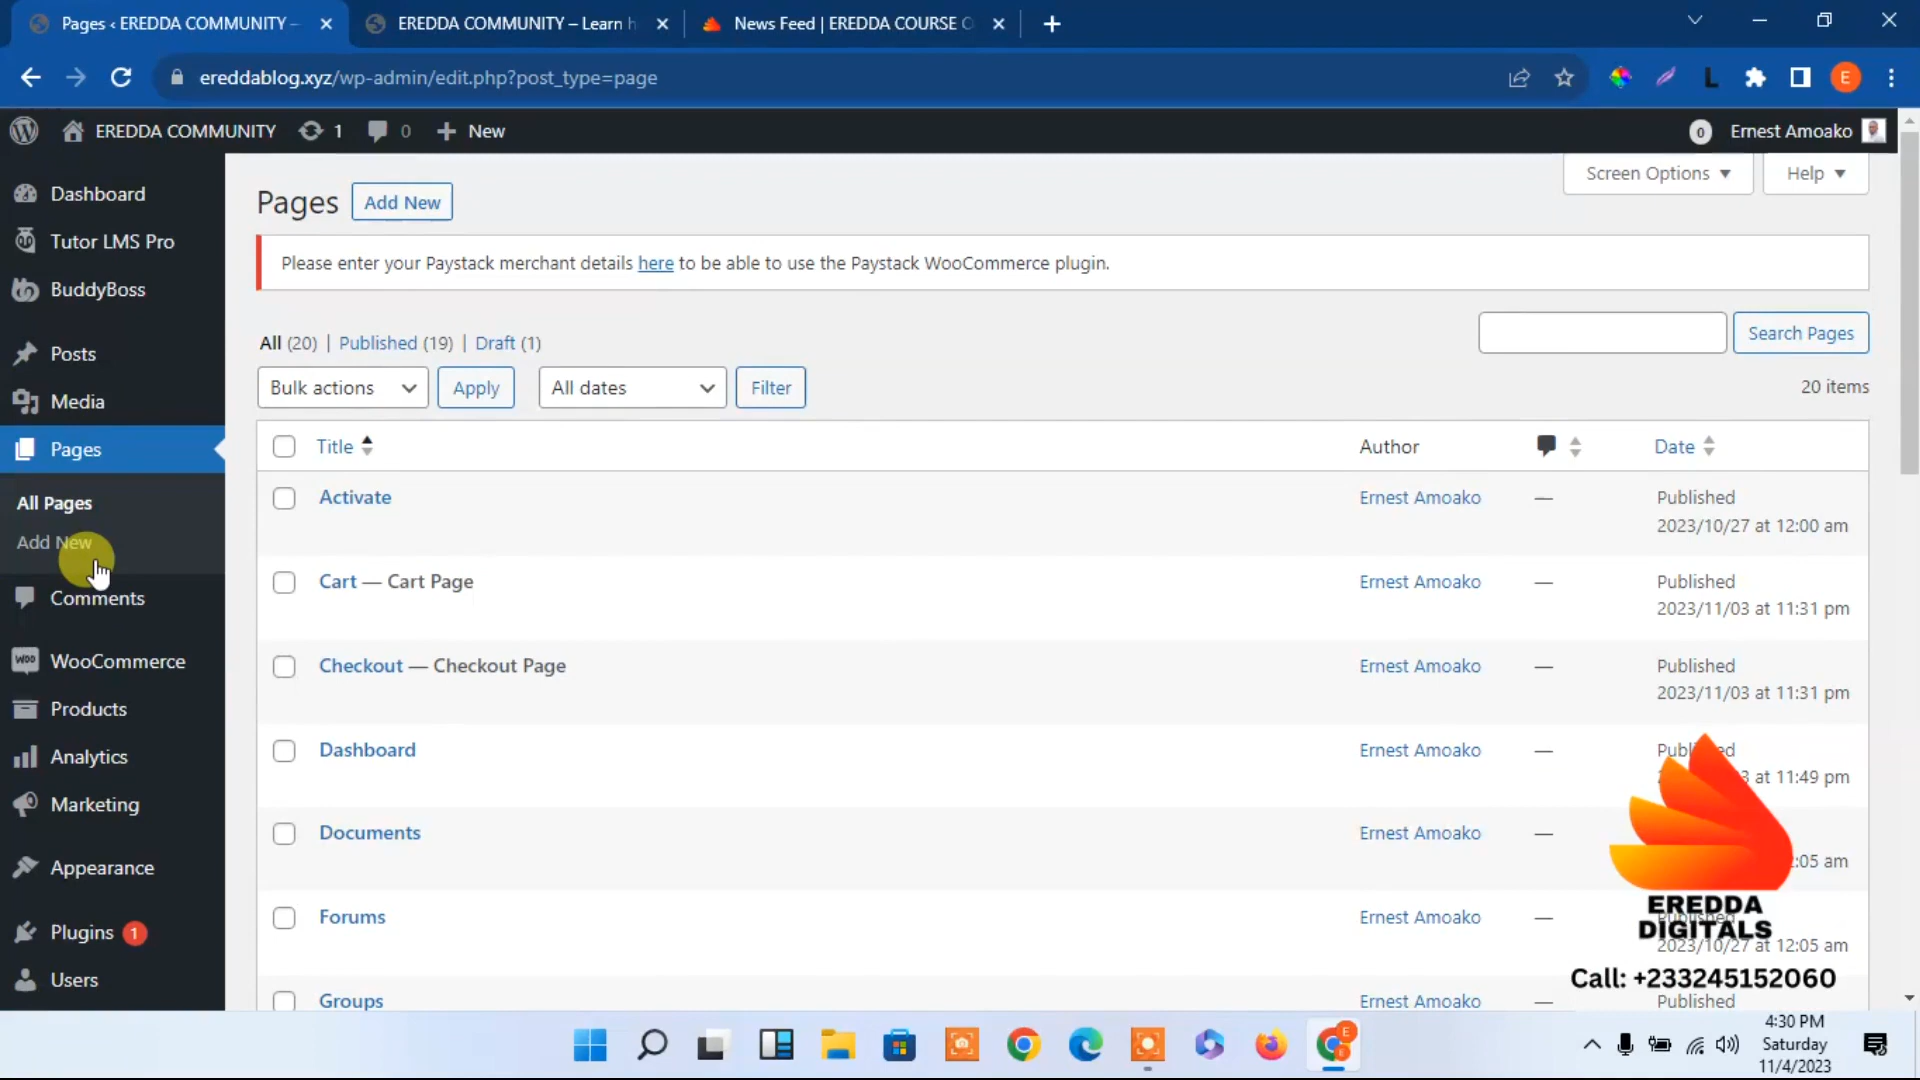 Pages ‹ EREDDA COMMUNITY –
EREDDA COMMUNITY – Learn h
News Feed | EREDDA COURSE C
ereddablog.xyz/wp-admin/edit.php?post_type=page
L
E
EREDDA COMMUNITY
1
0
New
0
Ernest Amoako
Dashboard
Tutor LMS Pro
BuddyBoss
Posts
Media
Pages
All Pages
Add New
Comments
WooCommerce
Products
Analytics
Marketing
Appearance
Plugins 1
Users
Screen Options
Help
Pages
Add New
Please enter your Paystack merchant details here to be able to use the Paystack WooCommerce plugin.
All (20) | Published (19) | Draft (1)
Search Pages
Bulk actions
Apply
All dates
Filter
20 items
Title
Author
Date
Activate
Ernest Amoako
—
Published
2023/10/27 at 12:00 am
Cart — Cart Page
Ernest Amoako
—
Published
2023/11/03 at 11:31 pm
Checkout — Checkout Page
Ernest Amoako
—
Published
2023/11/03 at 11:31 pm
Dashboard
Ernest Amoako
—
at 11:49 pm
Documents
Ernest Amoako
—
:05 am
Forums
Ernest Amoako
—
Published
2023/10/27 at 12:05 am
Groups
Ernest Amoako
—
Published
EREDDA
DIGITALS
Call: +233245152060
4:30 PM
Saturday
11/4/2023